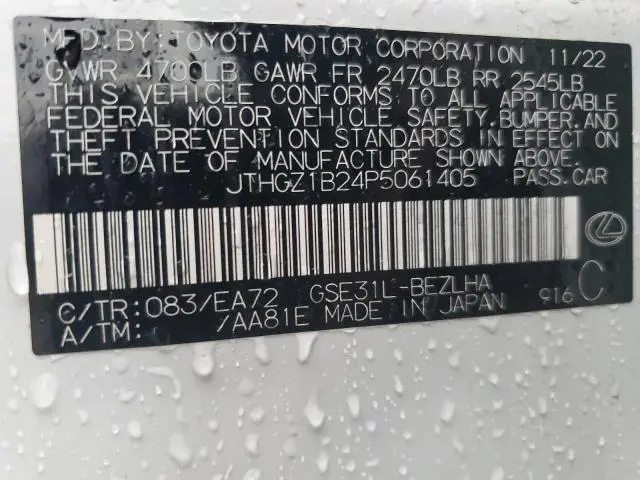 MFD. BY: TOYOTA MOTOR CORPORATION 11/22
GVWR 4700LB GAWR FR 2470LB RR 2545LB
THIS VEHICLE CONFORMS TO ALL APPLICABLE
FEDERAL MOTOR VEHICLE SAFETY, BUMPER, AND
THEFT PREVENTION STANDARDS IN EFFECT ON
THE DATE OF MANUFACTURE SHOWN ABOVE.
JTHGZ1B24P5061405 PASS. CAR
C/TR: 083/EA72 GSE31L-BEZLHA
A/TM: /AA81E MADE IN JAPAN 916 C